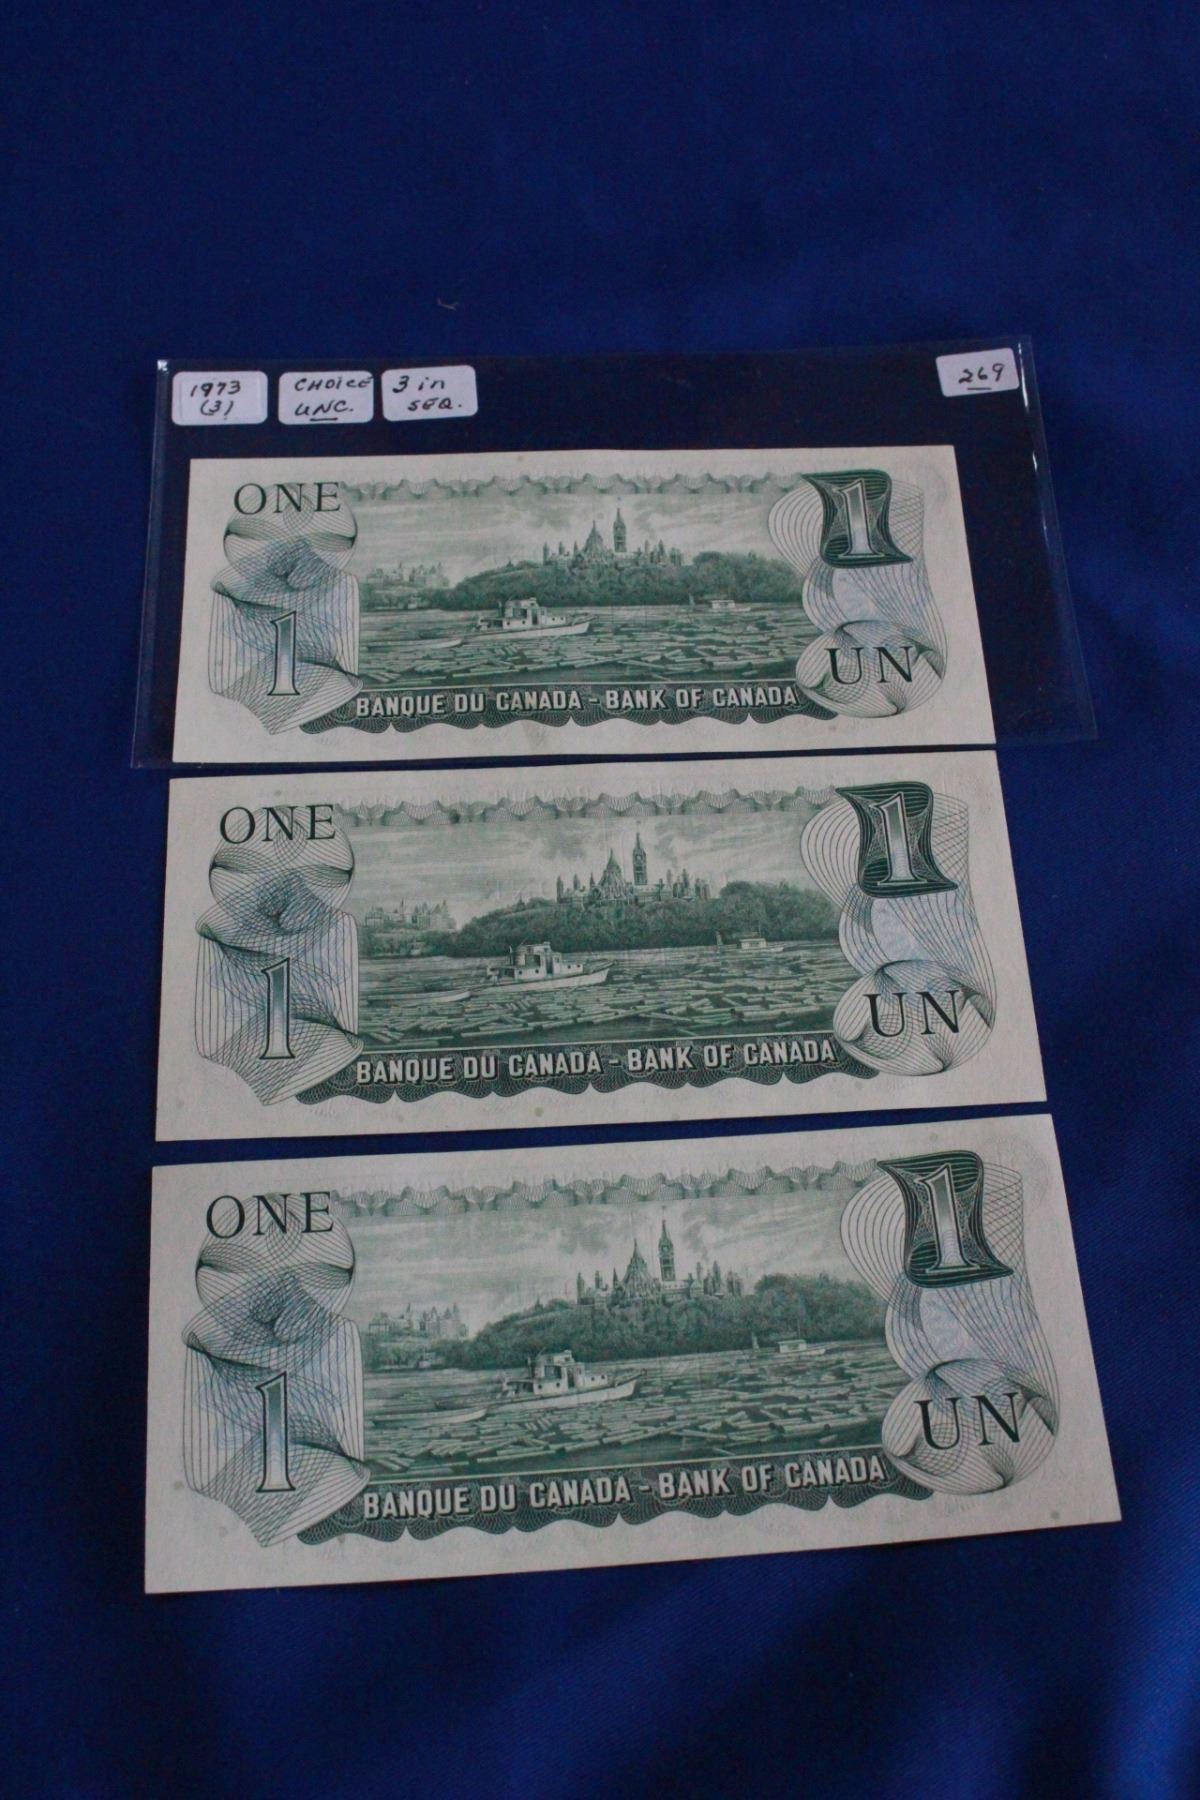 1973
(3)
CHOICE
UNC.
3 in
SEQ.
269
ONE
1
1
UN
BANQUE DU CANADA - BANK OF CANADA
ONE
1
1
UN
BANQUE DU CANADA - BANK OF CANADA
ONE
1
1
UN
BANQUE DU CANADA - BANK OF CANADA